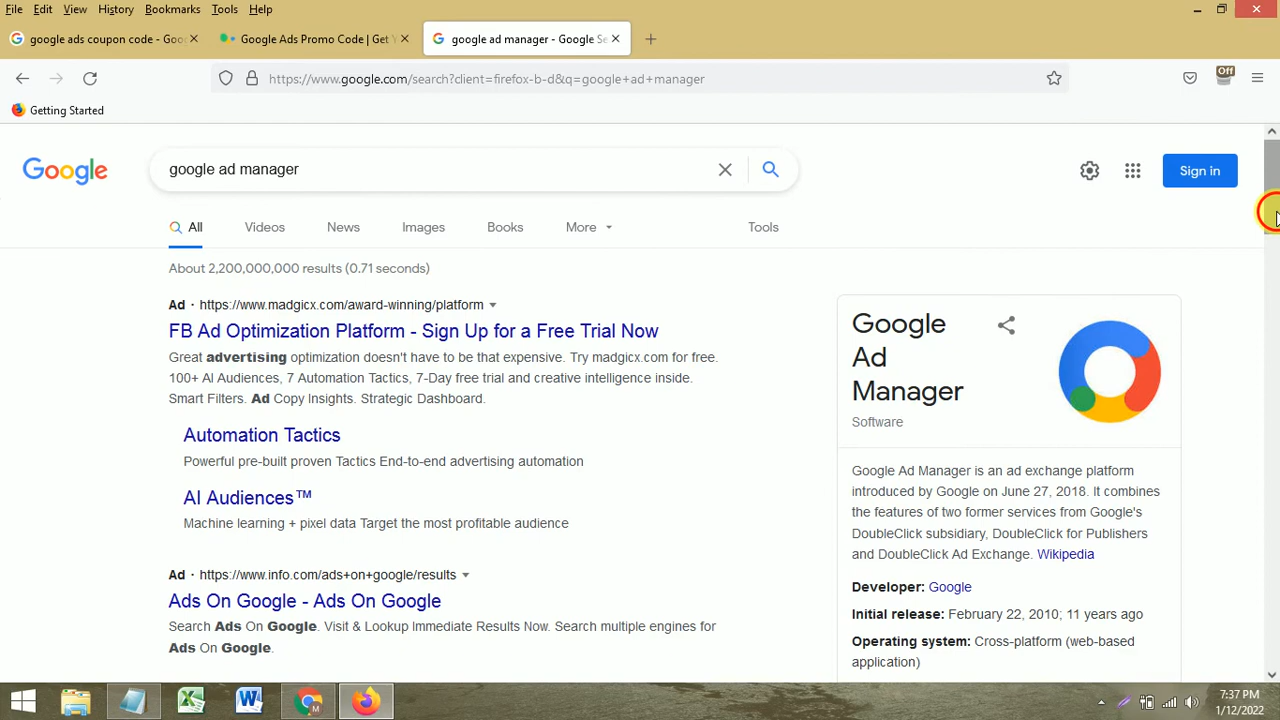 File Edit View History Bookmarks Tools Help
google ads coupon code - Goo
Google Ads Promo Code | Get Y
google ad manager - Google Se
https://www.google.com/search?client=firefox-b-d&q=google+ad+manager
Off
Getting Started
Google
google ad manager
Sign in
All Videos News Images Books More Tools
About 2,200,000,000 results (0.71 seconds)
Ad · https://www.madgicx.com/award-winning/platform
FB Ad Optimization Platform - Sign Up for a Free Trial Now
Great advertising optimization doesn't have to be that expensive. Try madgicx.com for free.
100+ AI Audiences, 7 Automation Tactics, 7-Day free trial and creative intelligence inside.
Smart Filters. Ad Copy Insights. Strategic Dashboard.
Automation Tactics
Powerful pre-built proven Tactics End-to-end advertising automation
AI Audiences™
Machine learning + pixel data Target the most profitable audience
Ad · https://www.info.com/ads+on+google/results
Ads On Google - Ads On Google
Search Ads On Google. Visit & Lookup Immediate Results Now. Search multiple engines for
Ads On Google.
Google
Ad
Manager
Software
Google Ad Manager is an ad exchange platform
introduced by Google on June 27, 2018. It combines
the features of two former services from Google's
DoubleClick subsidiary, DoubleClick for Publishers
and DoubleClick Ad Exchange. Wikipedia
Developer: Google
Initial release: February 22, 2010; 11 years ago
Operating system: Cross-platform (web-based
application)
M
7:37 PM
1/12/2022